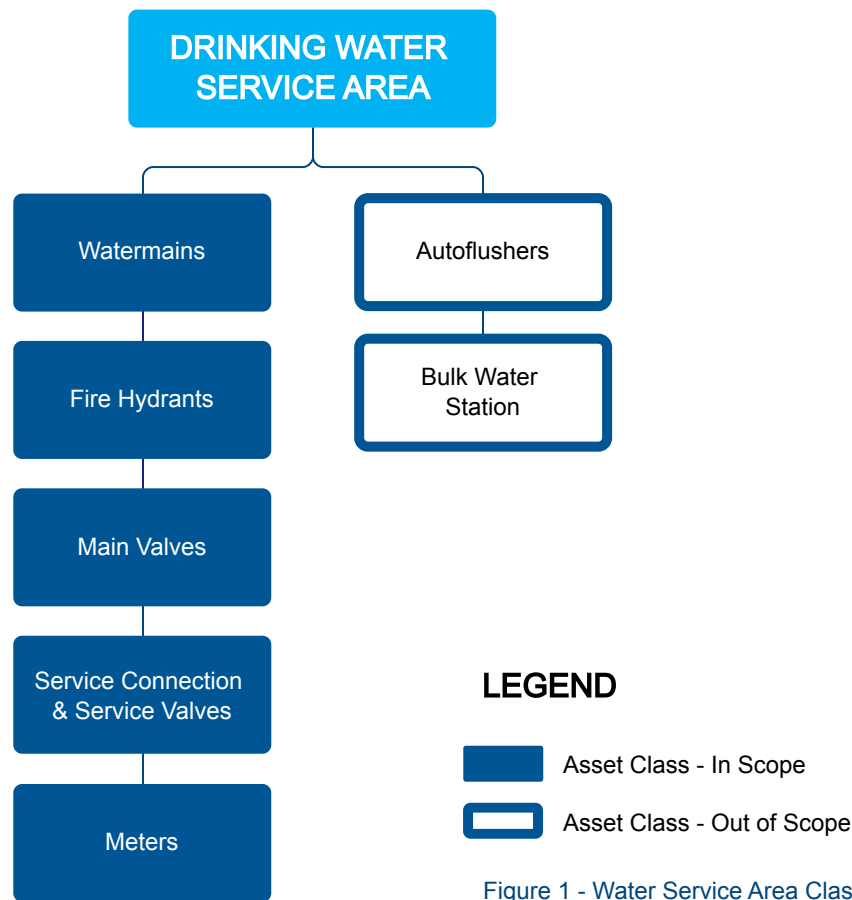 DRINKING WATER
SERVICE AREA
Watermains
Autoflushers
Fire Hydrants
Bulk Water
Station
Main Valves
Service Connection
& Service Valves
Meters
LEGEND
Asset Class - In Scope
Asset Class - Out of Scope
Figure 1 - Water Service Area Clas